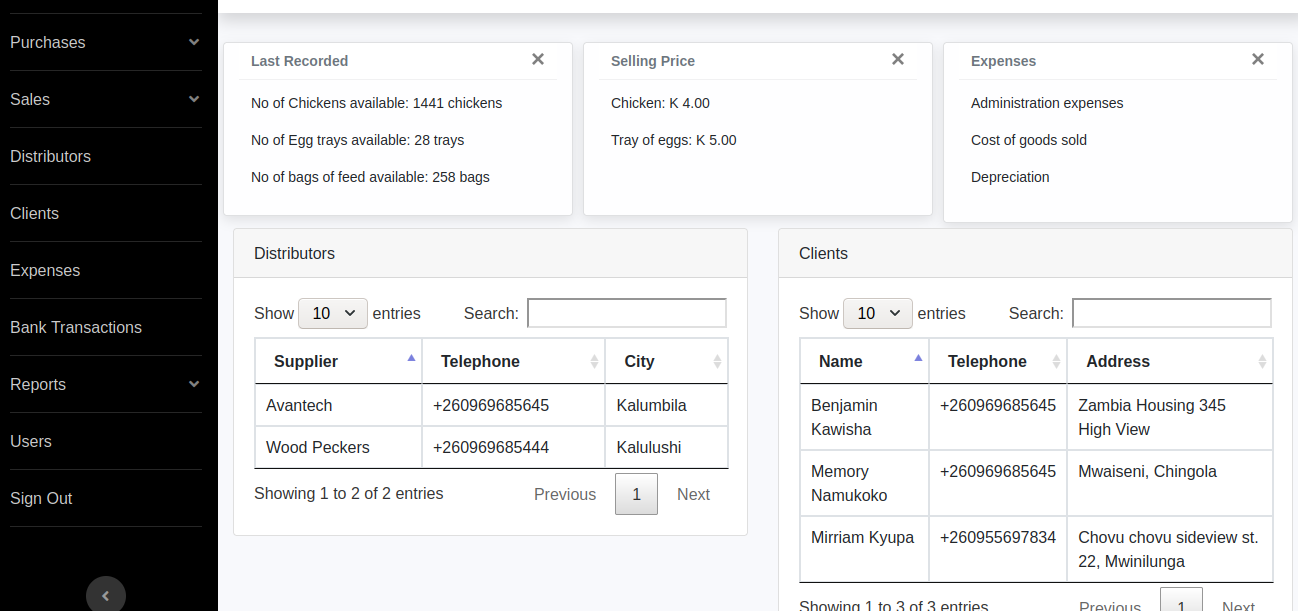 Purchases
Sales
Distributors
Clients
Expenses
Bank Transactions
Reports
Users
Sign Out
Last Recorded
No of Chickens available: 1441 chickens
No of Egg trays available: 28 trays
No of bags of feed available: 258 bags
Selling Price
Chicken: K 4.00
Tray of eggs: K 5.00
Expenses
Administration expenses
Cost of goods sold
Depreciation
Distributors
Show 10 entries Search:
Supplier Telephone City
Avantech +260969685645 Kalumbila
Wood Peckers +260969685444 Kalulushi
Showing 1 to 2 of 2 entries Previous 1 Next
Clients
Show 10 entries Search:
Name Telephone Address
Benjamin +260969685645 Zambia Housing 345
Kawisha High View
Memory +260969685645 Mwaiseni, Chingola
Namukoko
Mirriam Kyupa +260955697834 Chovu chovu sideview st.
22, Mwinilunga
Showing 1 to 3 of 3 entries Previous 1 Next